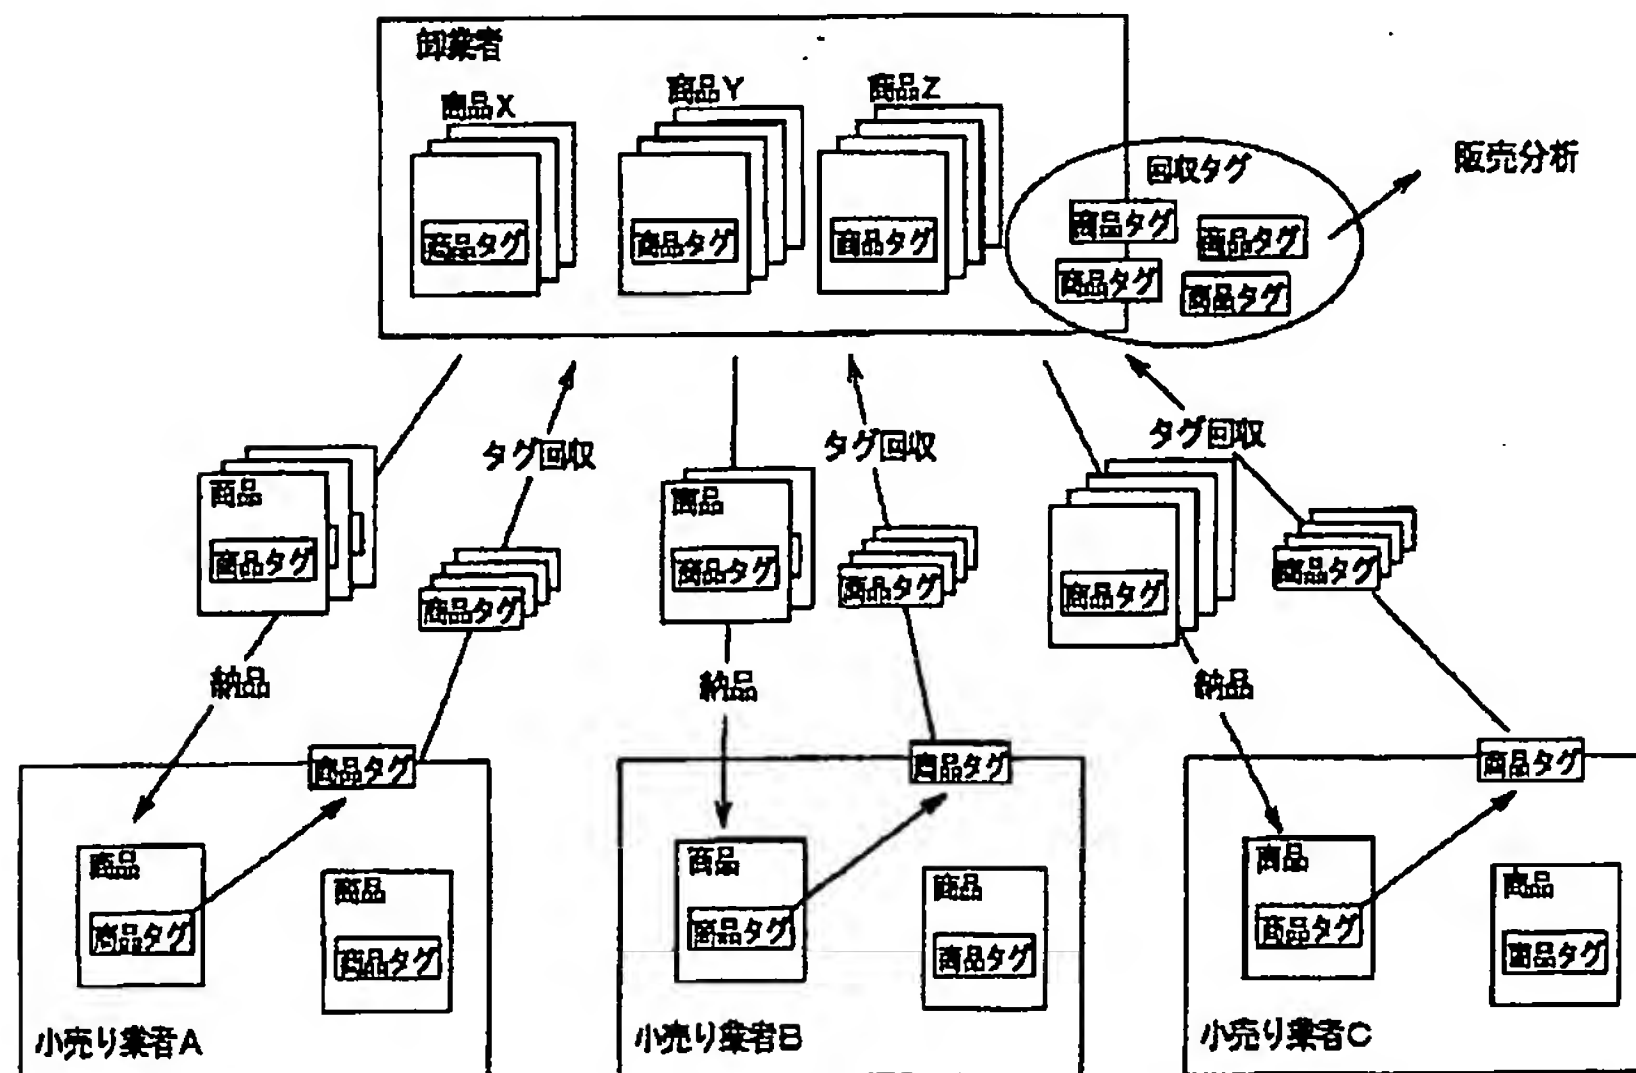 卸業者
商品X
商品Y
商品Z
商品タグ
商品タグ
商品タグ
回収タグ
商品タグ
商品タグ
商品タグ
商品タグ
販売分析
タグ回収
タグ回収
タグ回収
商品
商品タグ
商品タグ
商品
商品タグ
商品タグ
商品タグ
商品タグ
納品
納品
納品
商品タグ
商品タグ
商品タグ
商品
商品タグ
商品
商品タグ
小売り業者A
商品
商品タグ
商品
商品タグ
小売り業者B
商品
商品タグ
商品
商品タグ
小売り業者C